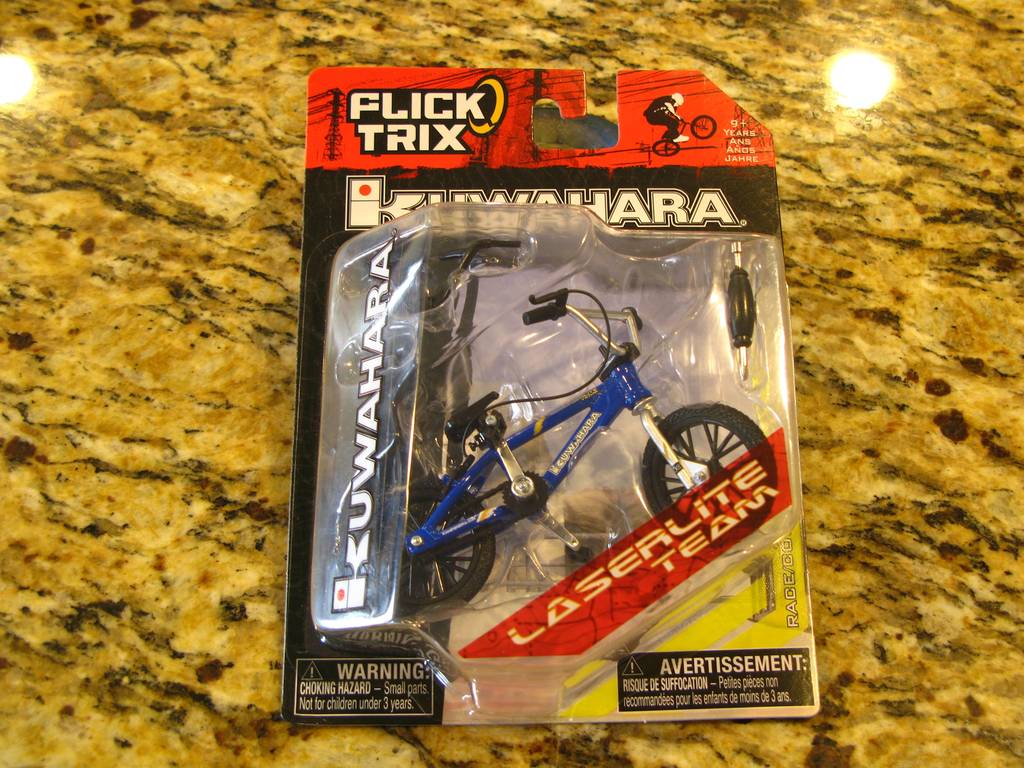 FLICK
TRIX
9+
YEARS
ANS
AÑOS
JAHRE
KUWAHARA
KUWAHARA
KUWAHARA
LASERLITE
TEAM
RACE/CO
WARNING:
CHOKING HAZARD – Small parts.
Not for children under 3 years.
AVERTISSEMENT:
RISQUE DE SUFFOCATION – Petites pièces non
recommandées pour les enfants de moins de 3 ans.